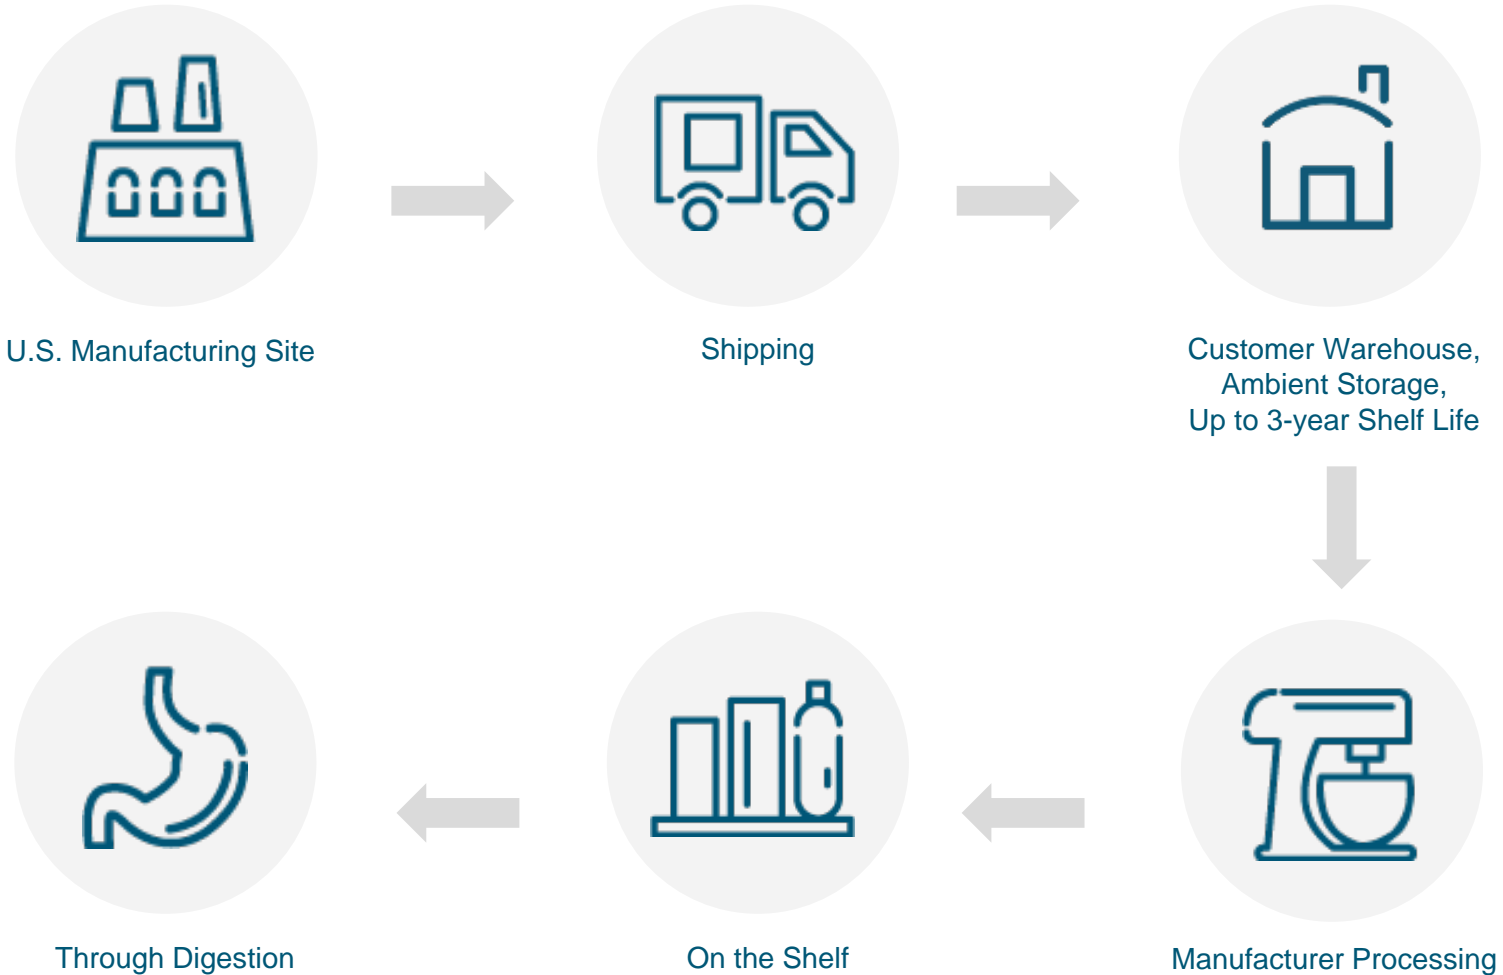 U.S. Manufacturing Site
Shipping
Customer Warehouse,
Ambient Storage,
Up to 3-year Shelf Life
Manufacturer Processing
On the Shelf
Through Digestion